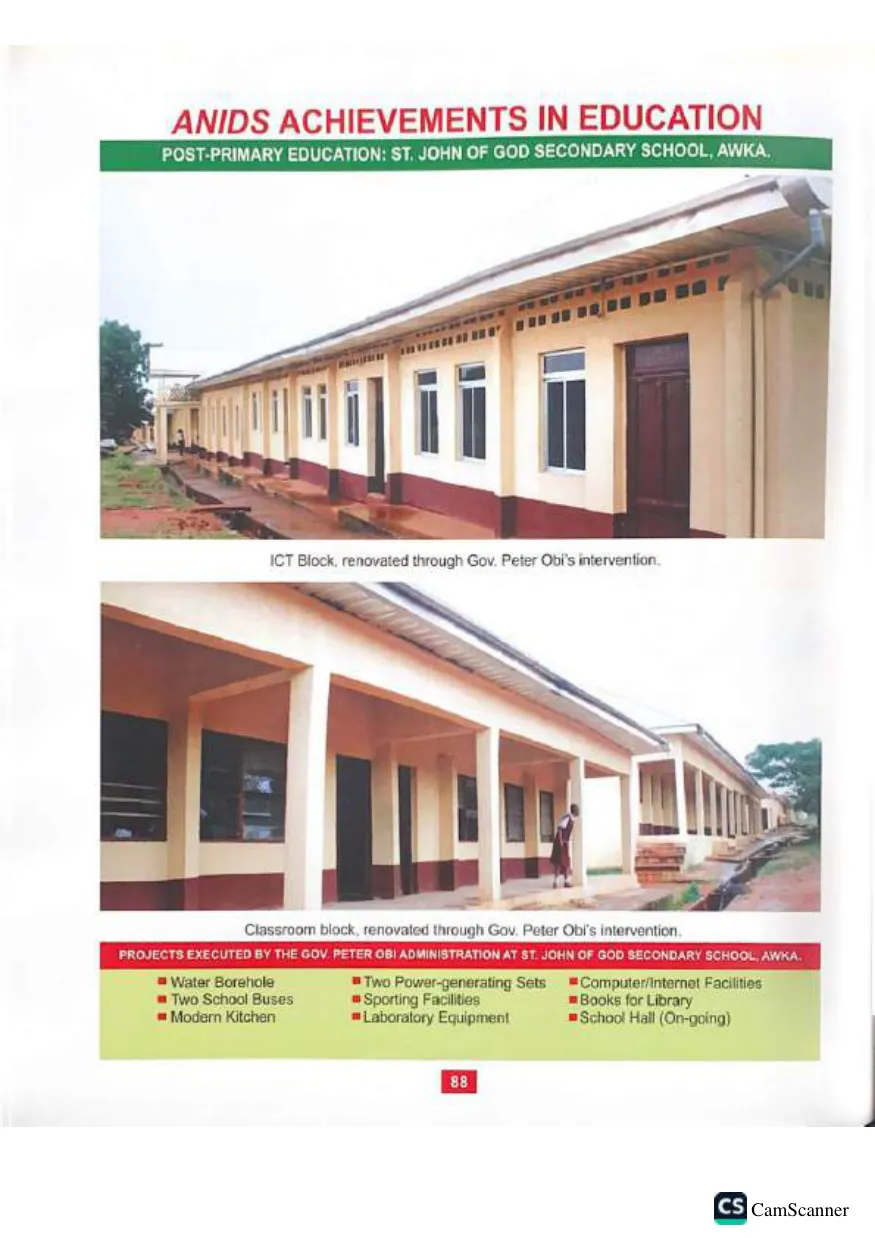 ANIDS ACHIEVEMENTS IN EDUCATION
POST-PRIMARY EDUCATION: ST. JOHN OF GOD SECONDARY SCHOOL, AWKA.
ICT Block, renovated through Gov. Peter Obi's intervention.
Classroom block, renovated through Gov. Peter Obi's intervention.
PROJECTS EXECUTED BY THE GOV. PETER OBI ADMINISTRATION AT ST. JOHN OF GOD SECONDARY SCHOOL, AWKA.
Water Borehole
Two School Buses
Modern Kitchen
Two Power-generating Sets
Sporting Facilities
Laboratory Equipment
Computer/Internet Facilities
Books for Library
School Hall (On-going)
88
CS CamScanner